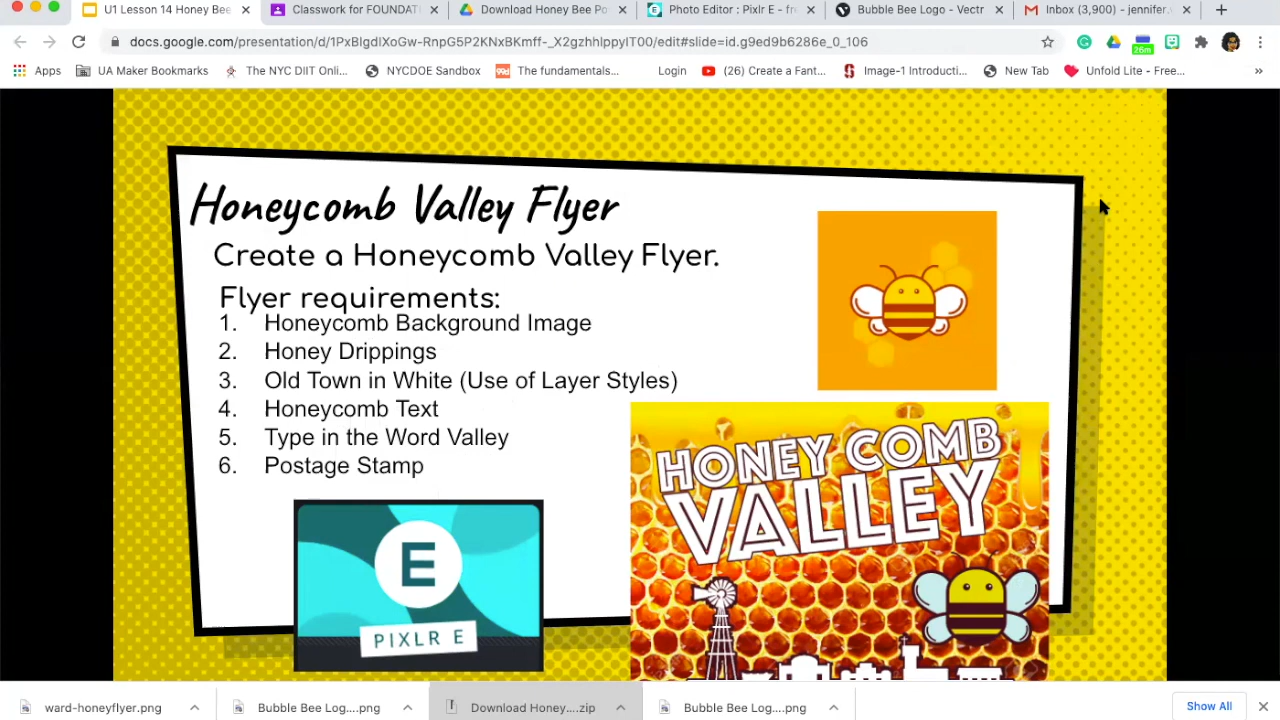 U1 Lesson 14 Honey Bee
Classwork for FOUNDAT
Download Honey Bee Po
Photo Editor : Pixlr E - fr
Bubble Bee Logo - Vectr
Inbox (3,900) - jennifer.
docs.google.com/presentation/d/1PxBlgdIXoGw-RmG5P2KNxBKmff-_X2gzhhlppyIT00/edit#slide=id.g9ed9b6286e_0_106
26m
Apps
UA Maker Bookmarks
The NYC DIIT Onli...
NYCDOE Sandbox
The fundamentals...
Login
(26) Create a Fant...
Image-1 Introducti...
New Tab
Unfold Lite - Free...
Honeycomb Valley Flyer
Create a Honeycomb Valley Flyer.
Flyer requirements:
1. Honeycomb Background Image
2. Honey Drippings
3. Old Town in White (Use of Layer Styles)
4. Honeycomb Text
5. Type in the Word Valley
6. Postage Stamp
HONEY COMB
VALLEY
E
PIXLR E
ward-honeyflyer.png
Bubble Bee Log....png
Download Honey....zip
Bubble Bee Log....png
Show All